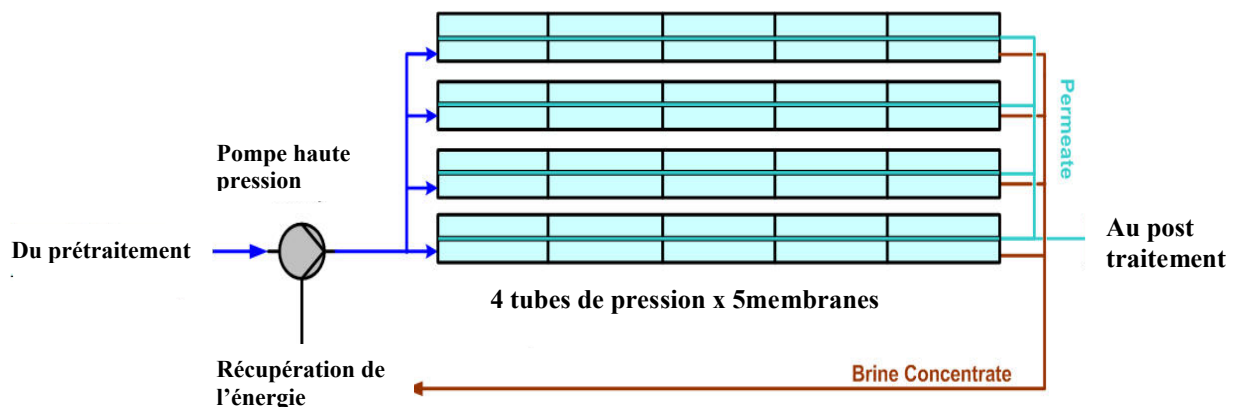 Pompe haute
pression
Du prétraitement
.
Permeate
Au post
traitement
4 tubes de pression x 5membranes
Récupération de
l’énergie
Brine Concentrate